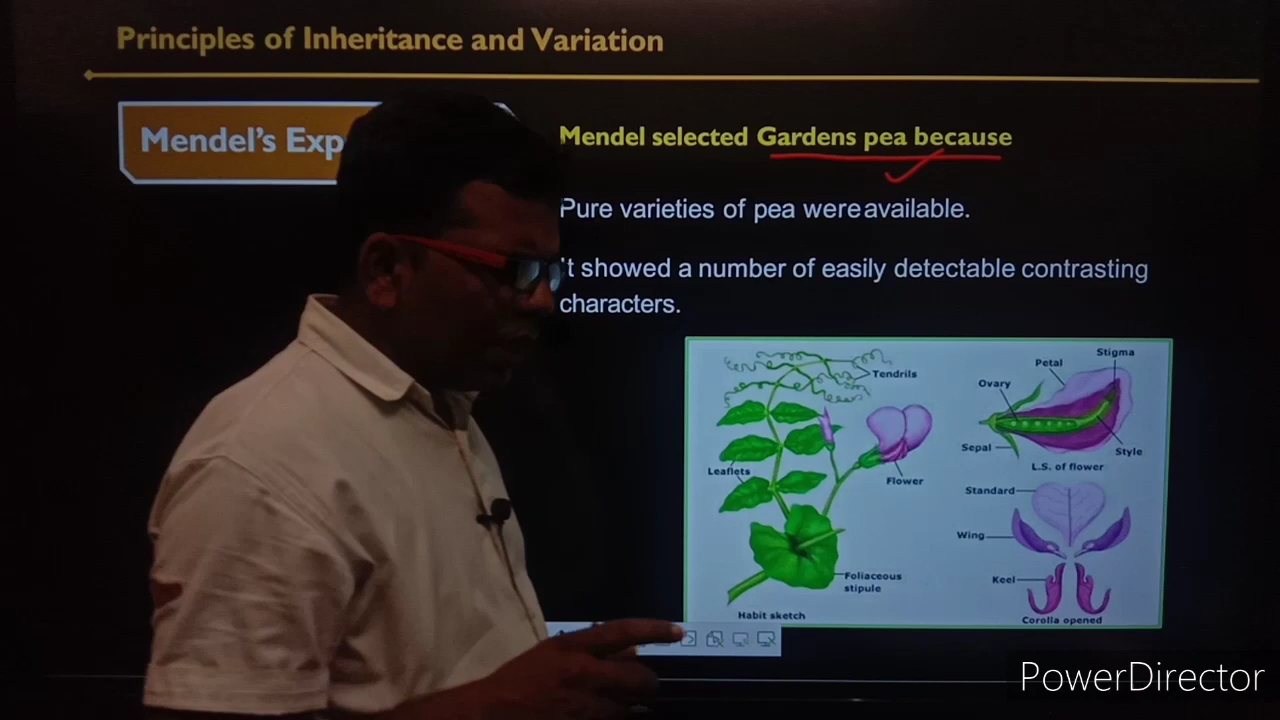 Principles of Inheritance and Variation
Mendel's Exp
Mendel selected Gardens pea because
Pure varieties of pea were available.
It showed a number of easily detectable contrasting
characters.
Tendrils
Leaflets
Flower
Foliaceous
stipule
Habit sketch
Stigma
Petal
Ovary
Sepal
Style
L.S. of flower
Standard
Wing
Keel
Corolla opened
PowerDirector